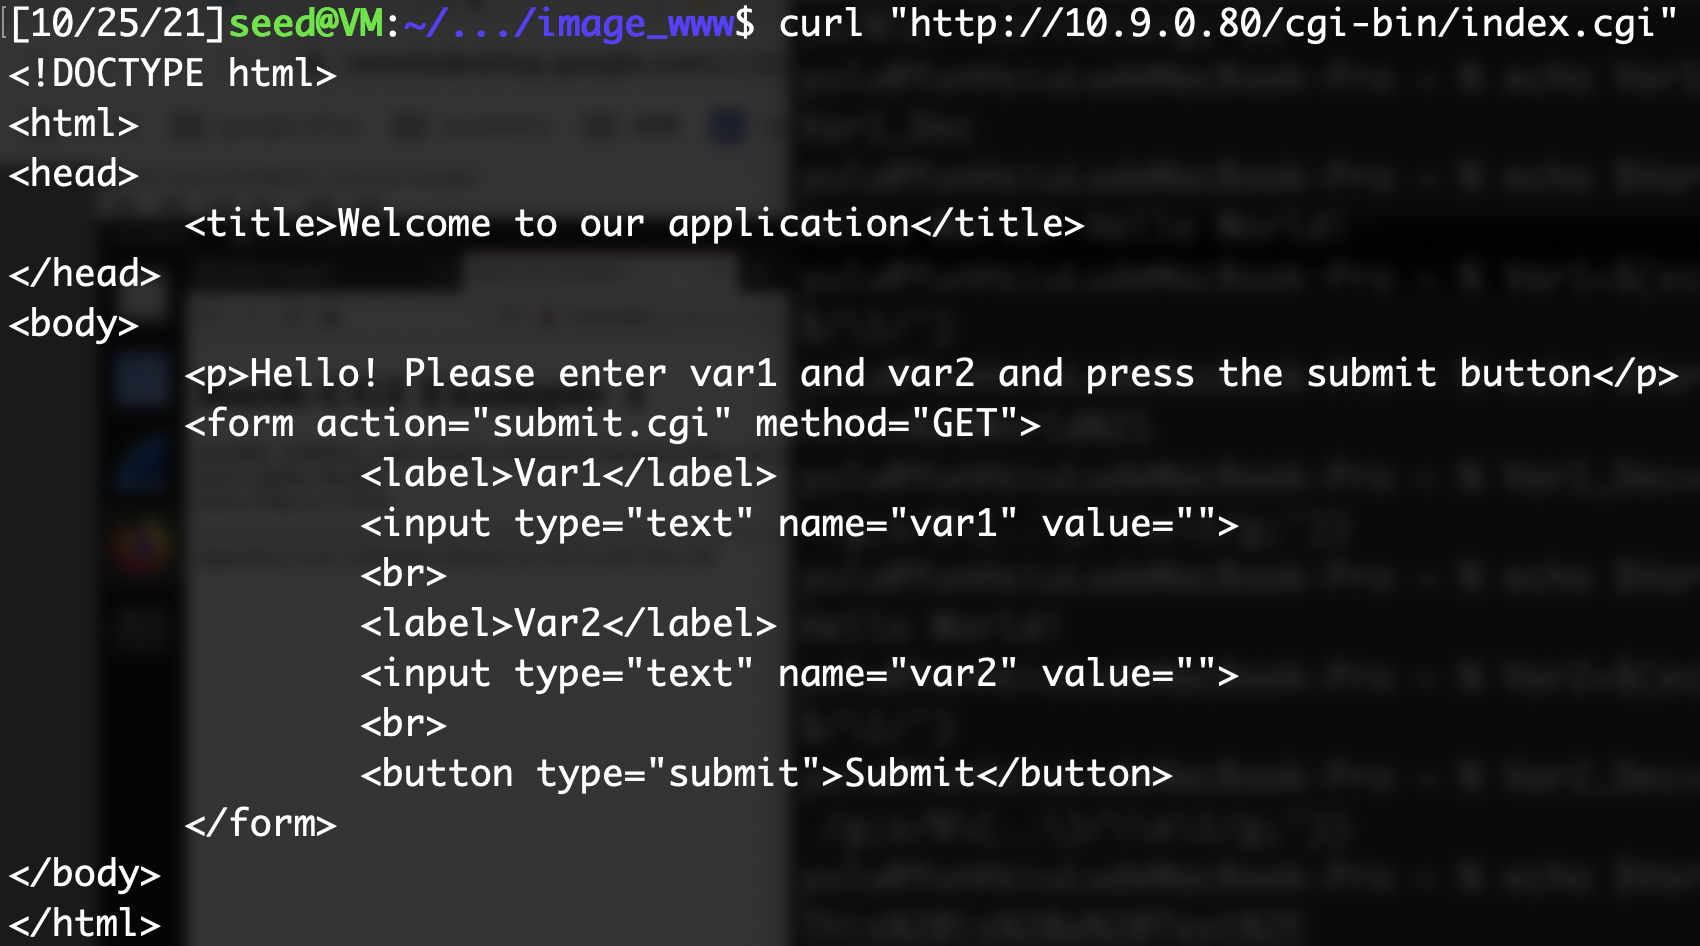 [10/25/21]seed@VM:~/.../image_www$ curl "http://10.9.0.80/cgi-bin/index.cgi"
<!DOCTYPE html>
<html>
<head>
        <title>Welcome to our application</title>
</head>
<body>
        <p>Hello! Please enter var1 and var2 and press the submit button</p>
        <form action="submit.cgi" method="GET">
                <label>Var1</label>
                <input type="text" name="var1" value="">
                <br>
                <label>Var2</label>
                <input type="text" name="var2" value="">
                <br>
                <button type="submit">Submit</button>
        </form>
</body>
</html>